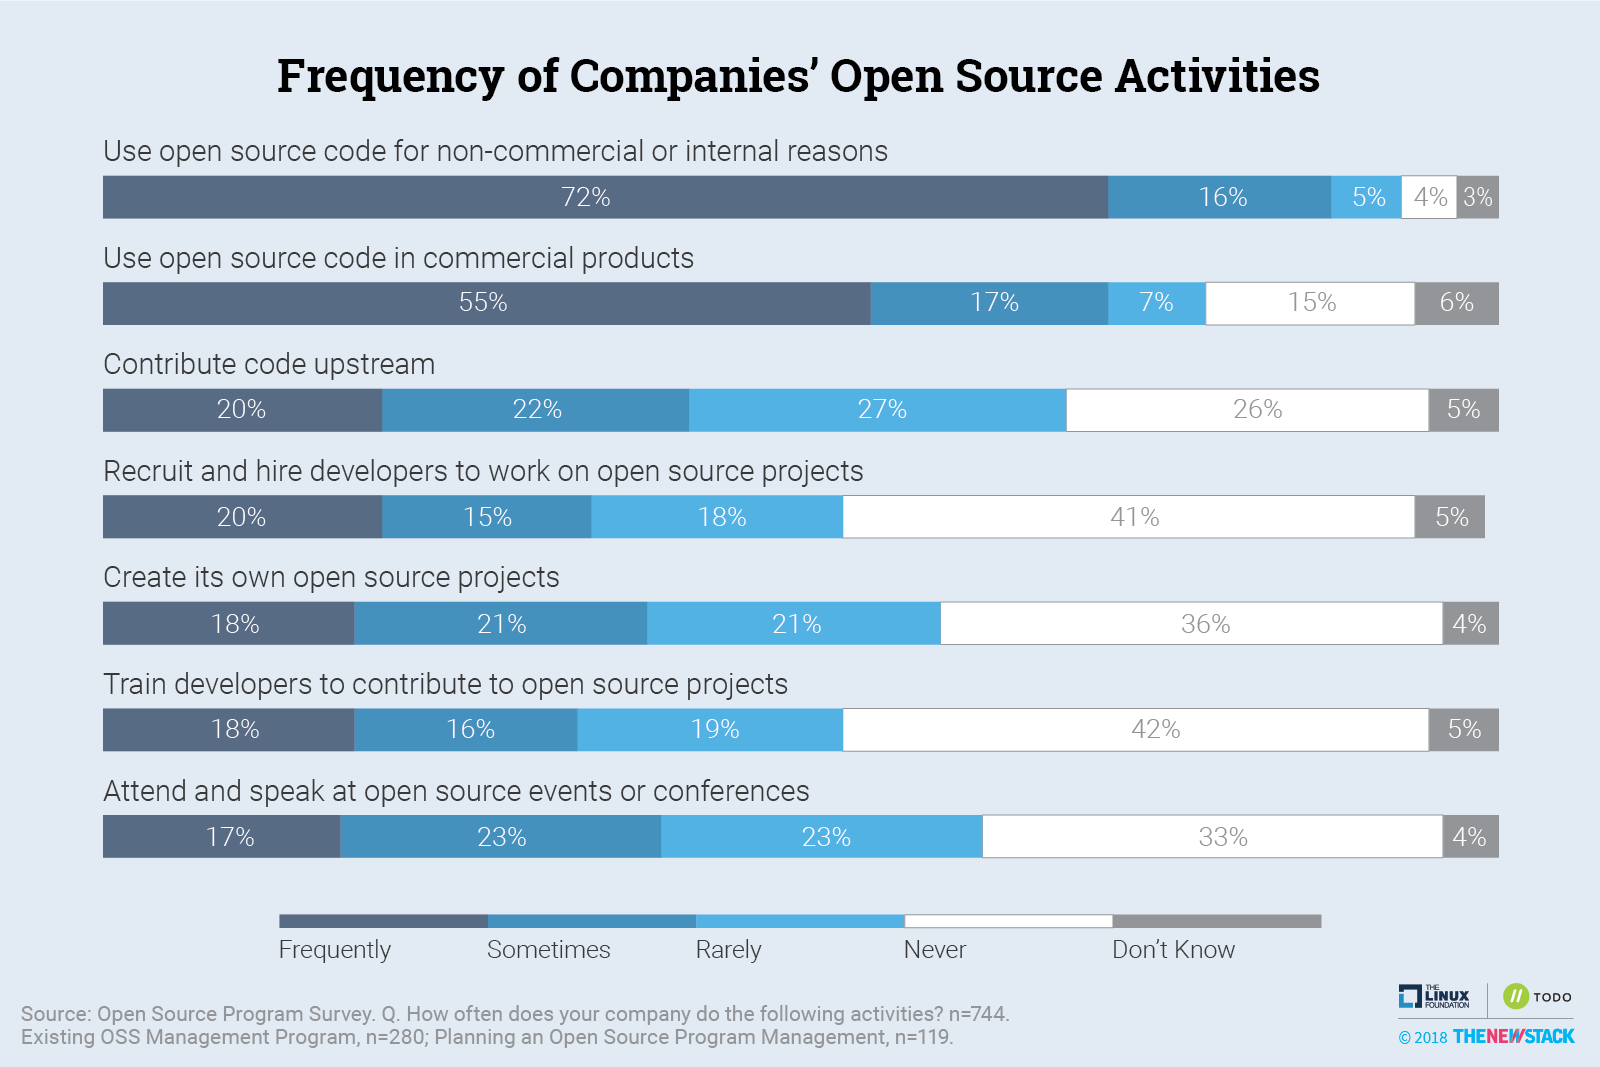 Frequency of Companies’ Open Source Activities
Use open source code for non-commercial or internal reasons
72% 16% 5% 4% 3%
Use open source code in commercial products
55% 17% 7% 15% 6%
Contribute code upstream
20% 22% 27% 26% 5%
Recruit and hire developers to work on open source projects
20% 15% 18% 41% 5%
Create its own open source projects
18% 21% 21% 36% 4%
Train developers to contribute to open source projects
18% 16% 19% 42% 5%
Attend and speak at open source events or conferences
17% 23% 23% 33% 4%
Frequently Sometimes Rarely Never Don’t Know
Source: Open Source Program Survey. Q. How often does your company do the following activities? n=744.
Existing OSS Management Program, n=280; Planning an Open Source Program Management, n=119.
THE
LINUX
FOUNDATION
TODO
© 2018 THENEWSTACK